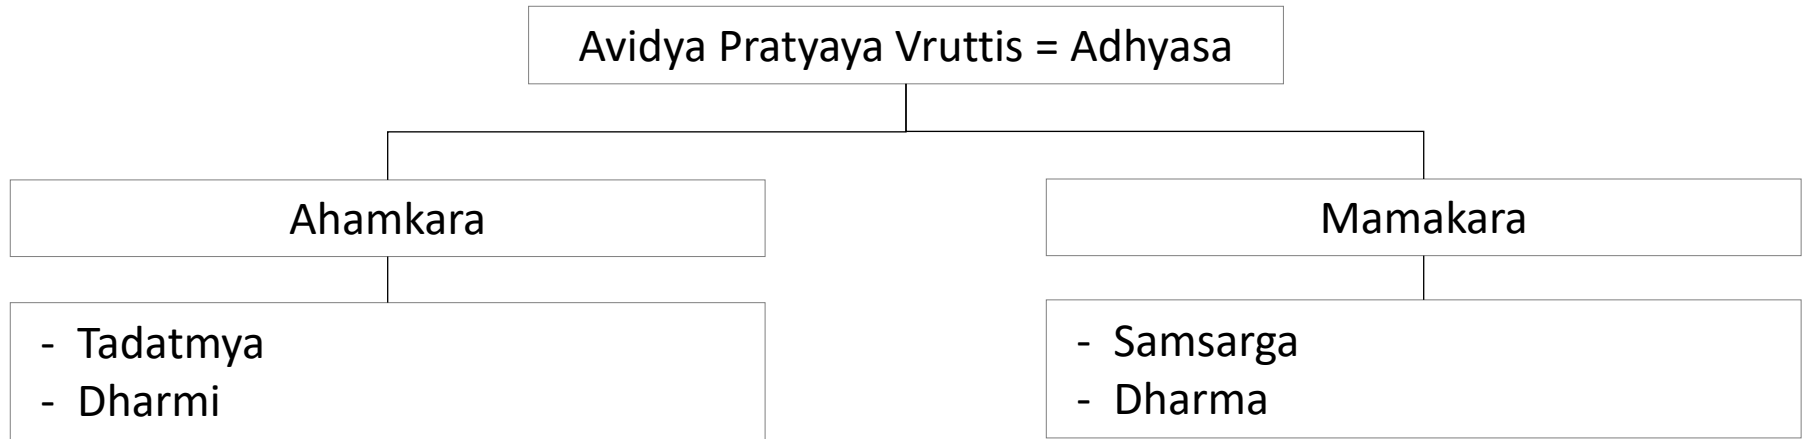 Avidya Pratyaya Vruttis = Adhyasa
Ahamkara
Mamakara
- Tadatmya
- Dharmi
- Samsarga
- Dharma